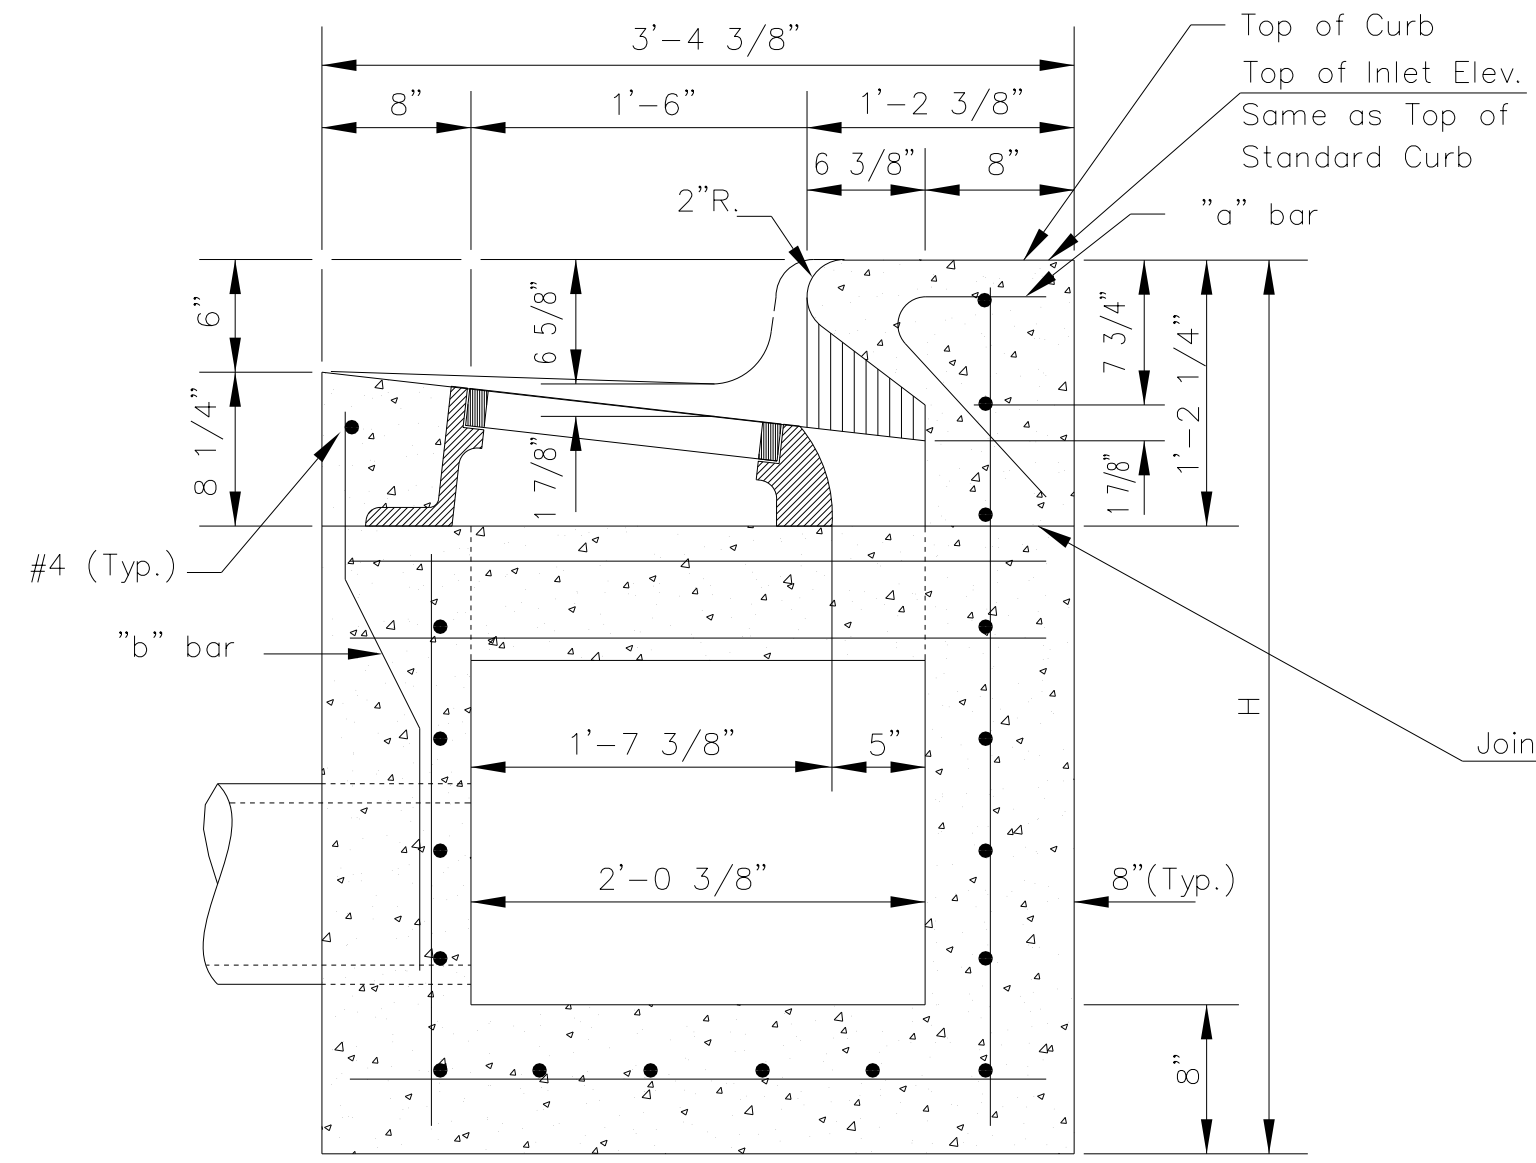 3'-4 3/8"
Top of Curb
Top of Inlet Elev.
Same as Top of
Standard Curb
8"
1'-6"
1'-2 3/8"
6 3/8"
8"
2"R.
"a" bar
6"
6 5/8"
7 3/4"
1'-2 1/4"
8 1/4"
1 7/8"
1 7/8"
#4 (Typ.)
"b" bar
H
1'-7 3/8"
5"
Join
2'-0 3/8"
8"(Typ.)
8"